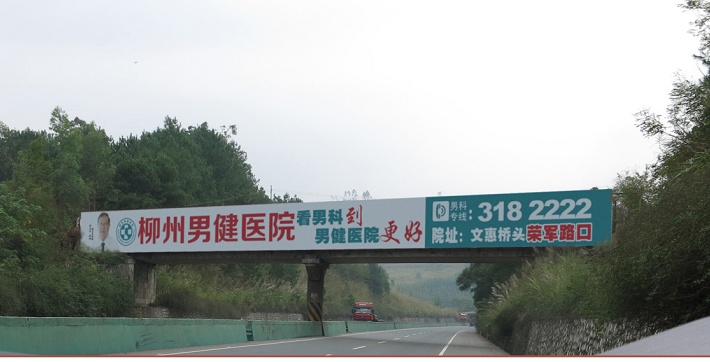 柳州男健医院
看男科到
男健医院更好
男科
专线:318 2222
院址:文惠桥头荣军路口